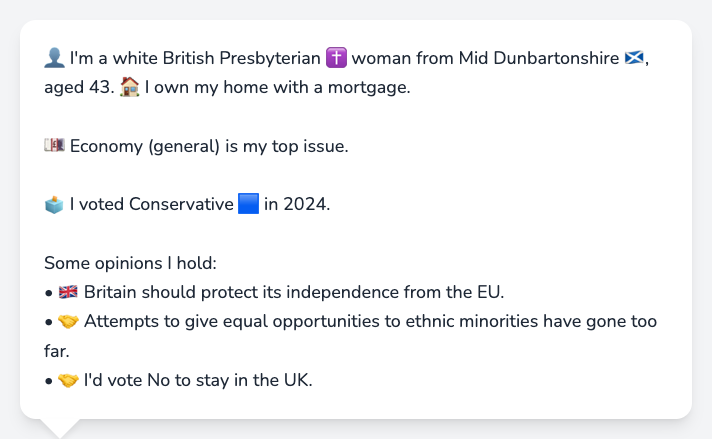 👤 I'm a white British Presbyterian ✝️ woman from Mid Dunbartonshire 🏴󠁧󠁢󠁳󠁣󠁴󠁿,
aged 43. 🏠 I own my home with a mortgage.
💷 Economy (general) is my top issue.
🗳️ I voted Conservative 🟦 in 2024.
Some opinions I hold:
• 🇬🇧 Britain should protect its independence from the EU.
• 🤝 Attempts to give equal opportunities to ethnic minorities have gone too
far.
• 🤝 I'd vote No to stay in the UK.